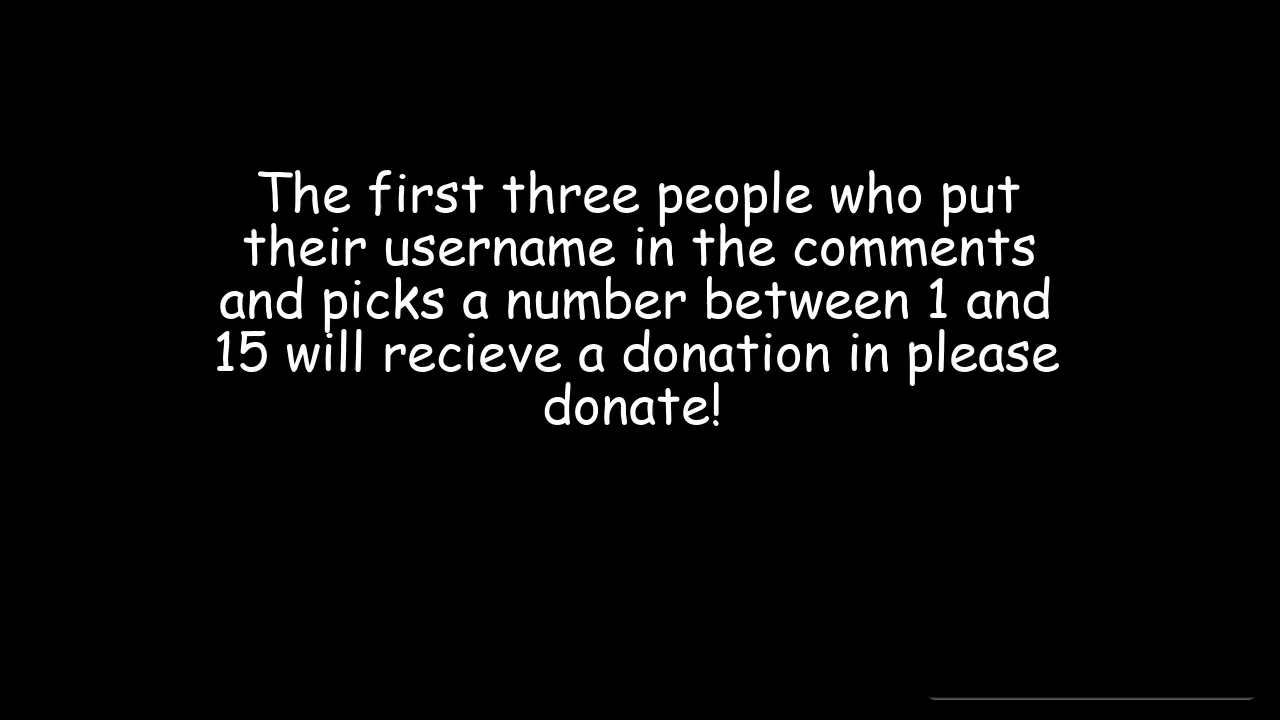 The first three people who put
their username in the comments
and picks a number between 1 and
15 will recieve a donation in please
donate!